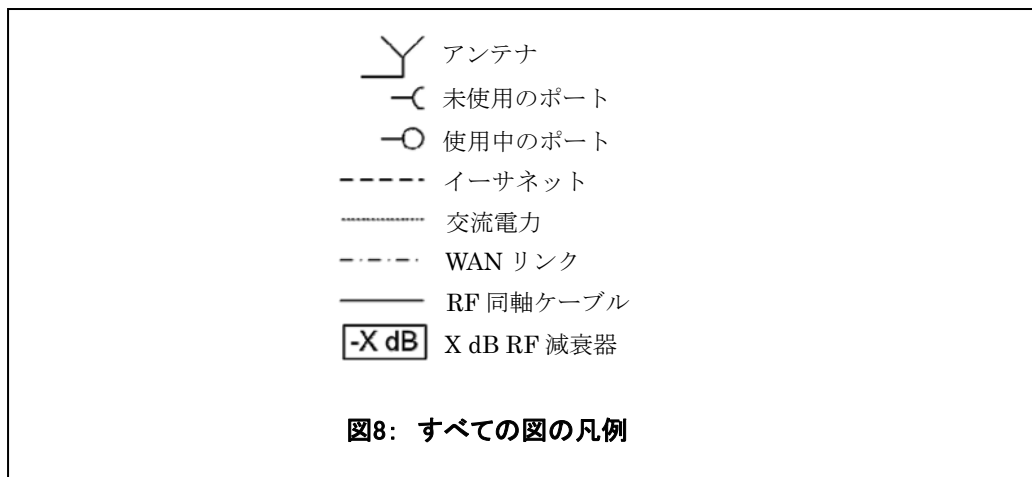 アンテナ
未使用のポート
使用中のポート
イーサネット
交流電力
WAN リンク
RF 同軸ケーブル
-X dB X dB RF 減衰器
図8: すべての図の凡例